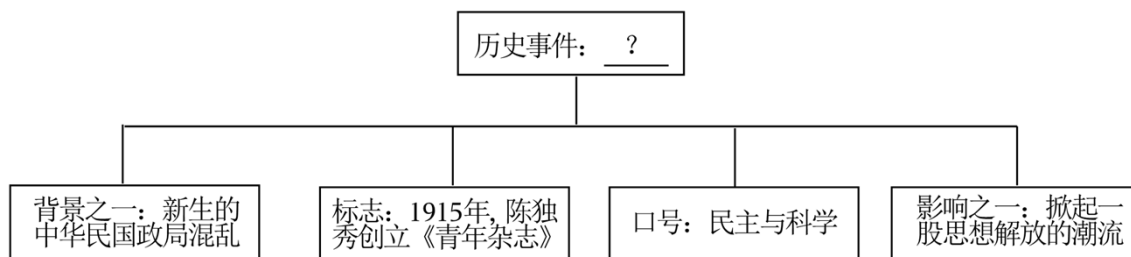 历史事件：？
背景之一：新生的
中华民国政局混乱
标志：1915年，陈独
秀创立《青年杂志》
口号：民主与科学
影响之一：掀起一
股思想解放的潮流